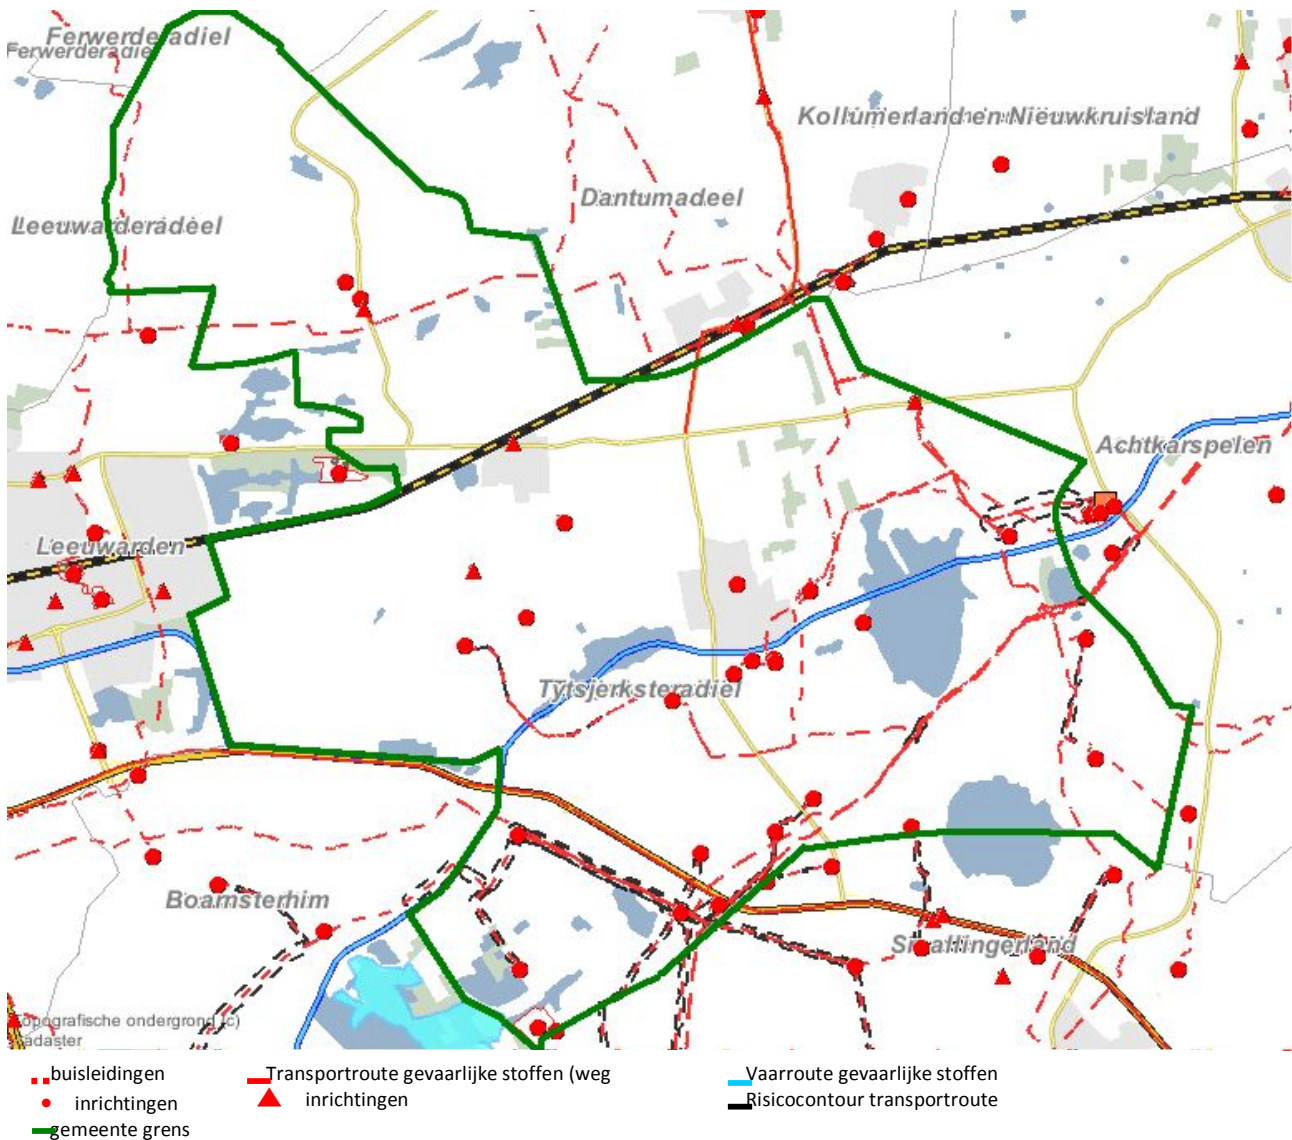 Ferwerderadiel
Ferwerderadiel
Kollumerland en Nieuwkruisland
Dantumadeel
Leeuwarderadeel
Achtkarspelen
Leeuwarden
Tytsjerksteradiel
Boarnsterhim
Smallingerland
Topografische ondergrond (c)
Kadaster
buisleidingen
Transportroute gevaarlijke stoffen (weg
Vaarroute gevaarlijke stoffen
inrichtingen
inrichtingen
Risicocontour transportroute
gemeente grens